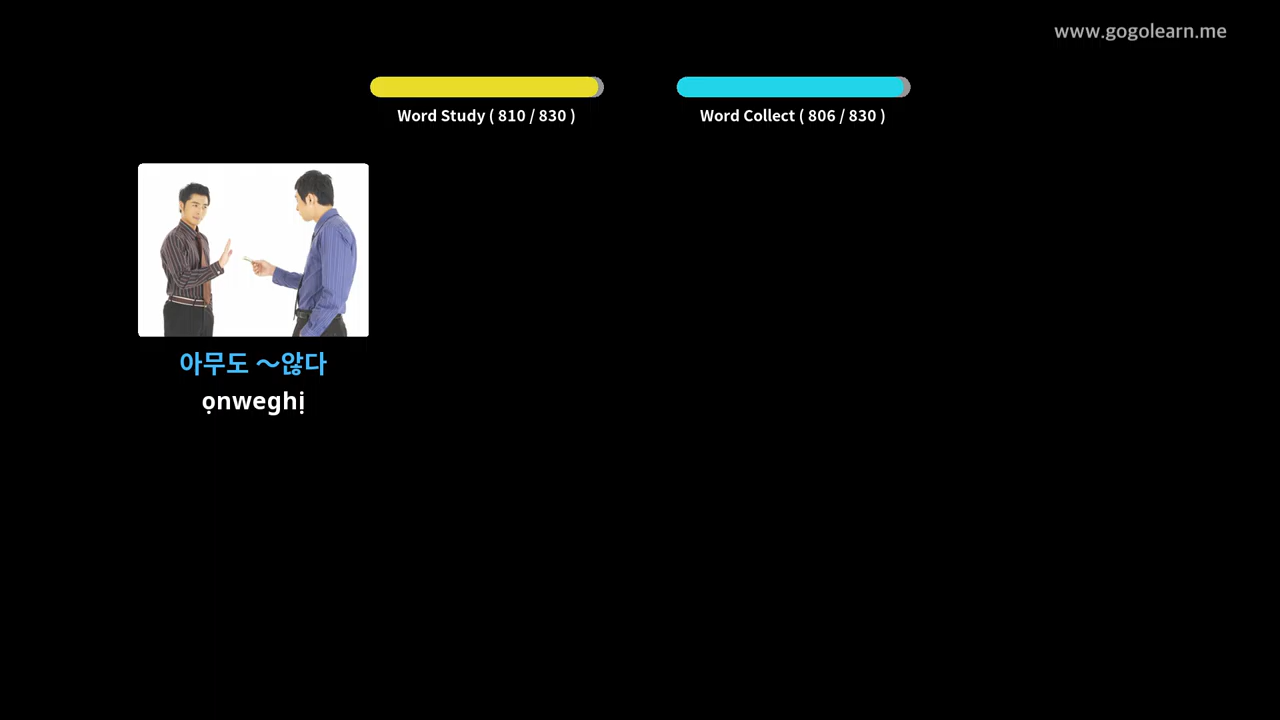 www.gogolearn.me
Word Study ( 810 / 830 )
Word Collect ( 806 / 830 )
아무도 ～않다
ọnweghị